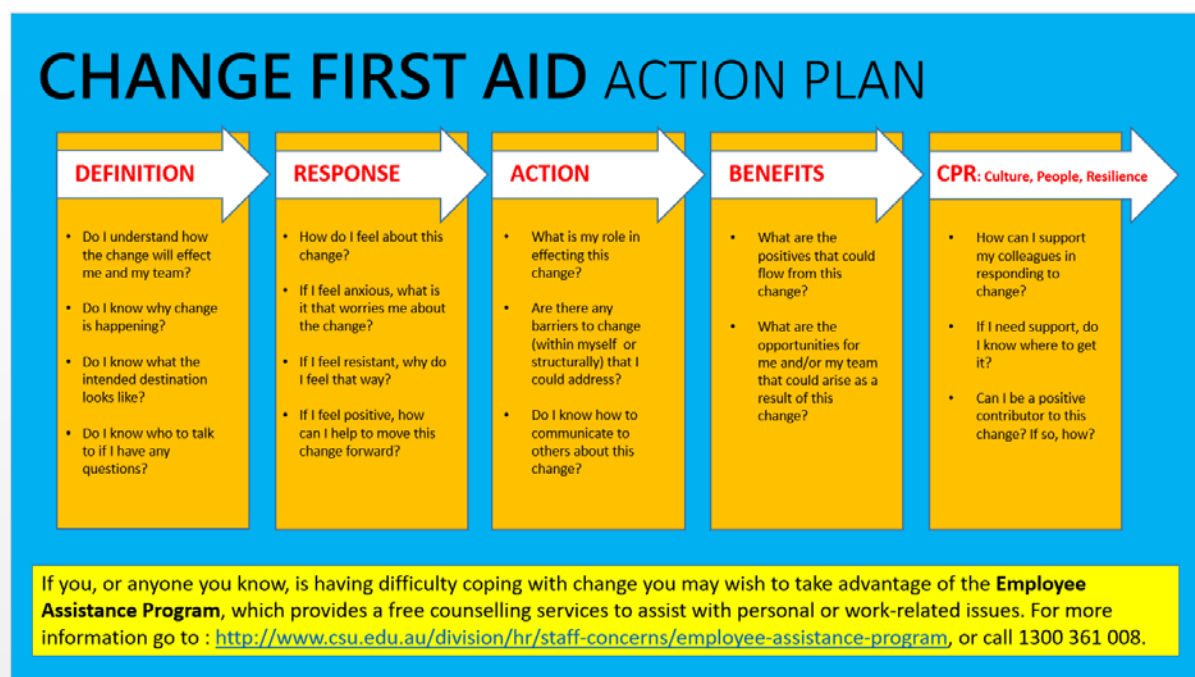 CHANGE FIRST AID ACTION PLAN
DEFINITION
• Do I understand how
the change will effect
me and my team?
• Do I know why change
is happening?
• Do I know what the
intended destination
looks like?
• Do I know who to talk
to if I have any
questions?
RESPONSE
• How do I feel about this
change?
• If I feel anxious, what is
it that worries me about
the change?
• If I feel resistant, why do
I feel that way?
• If I feel positive, how
can I help to move this
change forward?
ACTION
• What is my role in
effecting this
change?
• Are there any
barriers to change
(within myself or
structurally) that I
could address?
• Do I know how to
communicate to
others about this
change?
BENEFITS
• What are the
positives that could
flow from this
change?
• What are the
opportunities for
me and/or my team
that could arise as a
result of this
change?
CPR: Culture, People, Resilience
• How can I support
my colleagues in
responding to
change?
• If I need support, do
I know where to get
it?
• Can I be a positive
contributor to this
change? If so, how?
If you, or anyone you know, is having difficulty coping with change you may wish to take advantage of the Employee
Assistance Program, which provides a free counselling services to assist with personal or work-related issues. For more
information go to : http://www.csu.edu.au/division/hr/staff-concerns/employee-assistance-program, or call 1300 361 008.